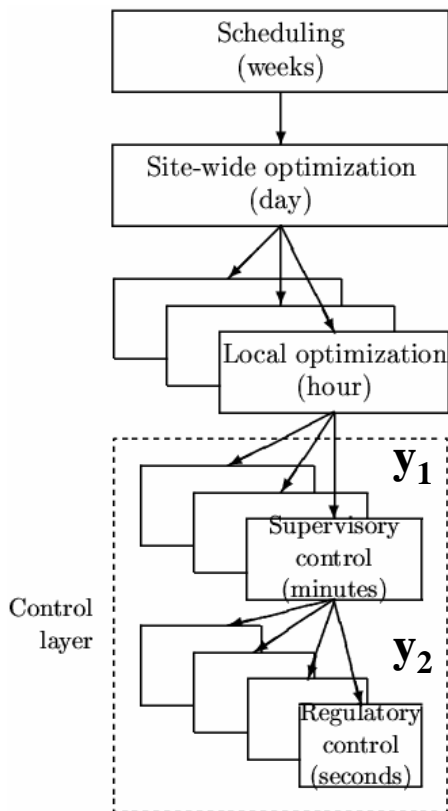 Scheduling
(weeks)
Site-wide optimization
(day)
Local optimization
(hour)
y1
Supervisory
control
(minutes)
Control
layer
y2
Regulatory
control
(seconds)